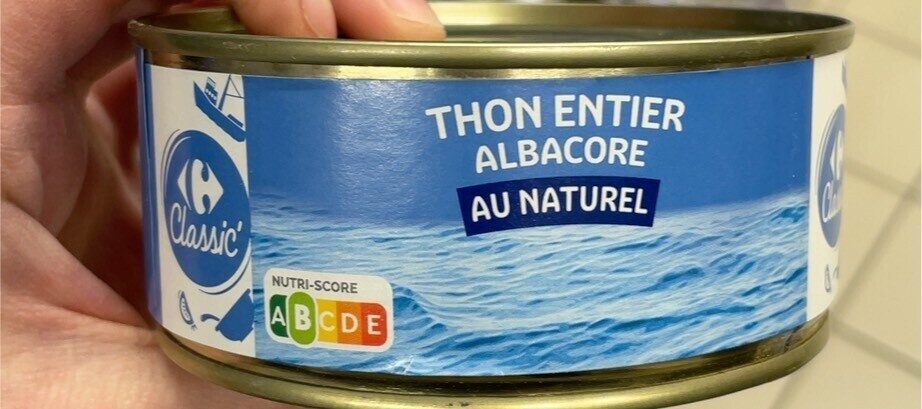 THON ENTIER
ALBACORE
AU NATUREL
Classic'
NUTRI-SCORE
A B C D E